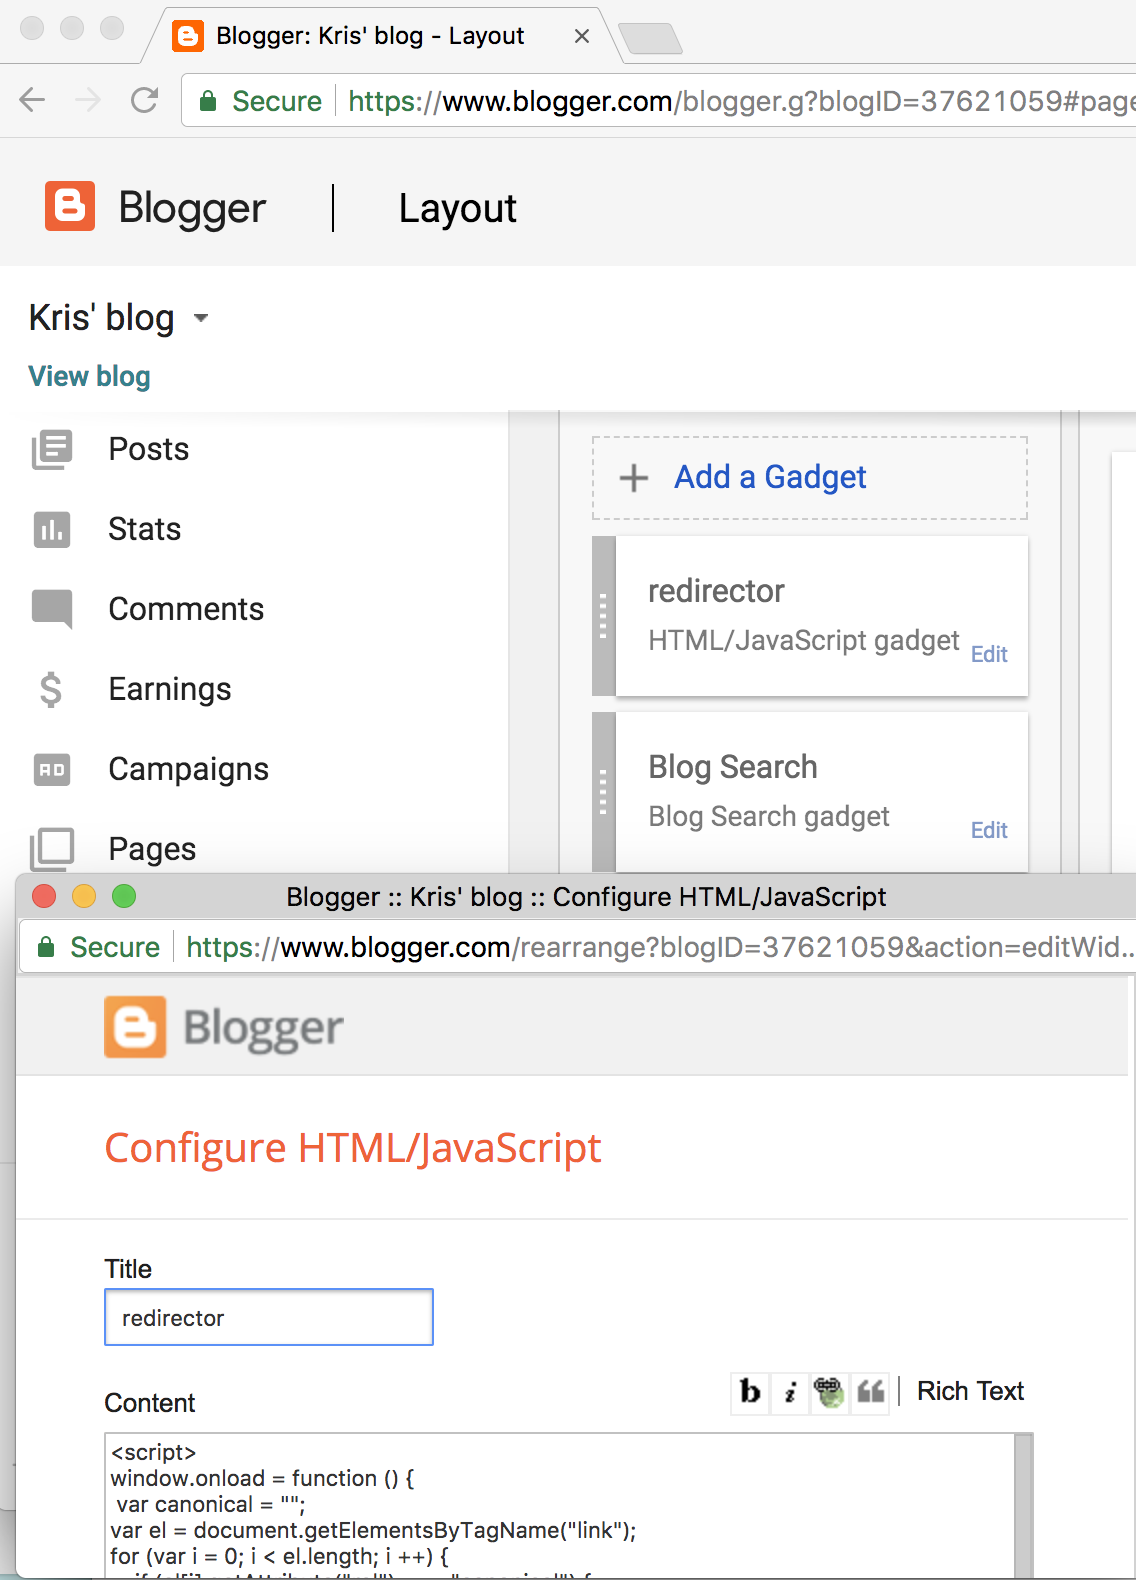 Blogger: Kris' blog - Layout
Secure https://www.blogger.com/blogger.g?blogID=37621059#page
Blogger Layout
Kris' blog
View blog
Posts
Stats
Comments
Earnings
AD Campaigns
Pages
+ Add a Gadget
redirector
HTML/JavaScript gadget Edit
Blog Search
Blog Search gadget Edit
Blogger :: Kris' blog :: Configure HTML/JavaScript
Secure https://www.blogger.com/rearrange?blogID=37621059&action=editWid...
Blogger
Configure HTML/JavaScript
Title
redirector
Content
b i Rich Text
<script>
window.onload = function () {
var canonical = "";
var el = document.getElementsByTagName("link");
for (var i = 0; i < el.length; i ++) {